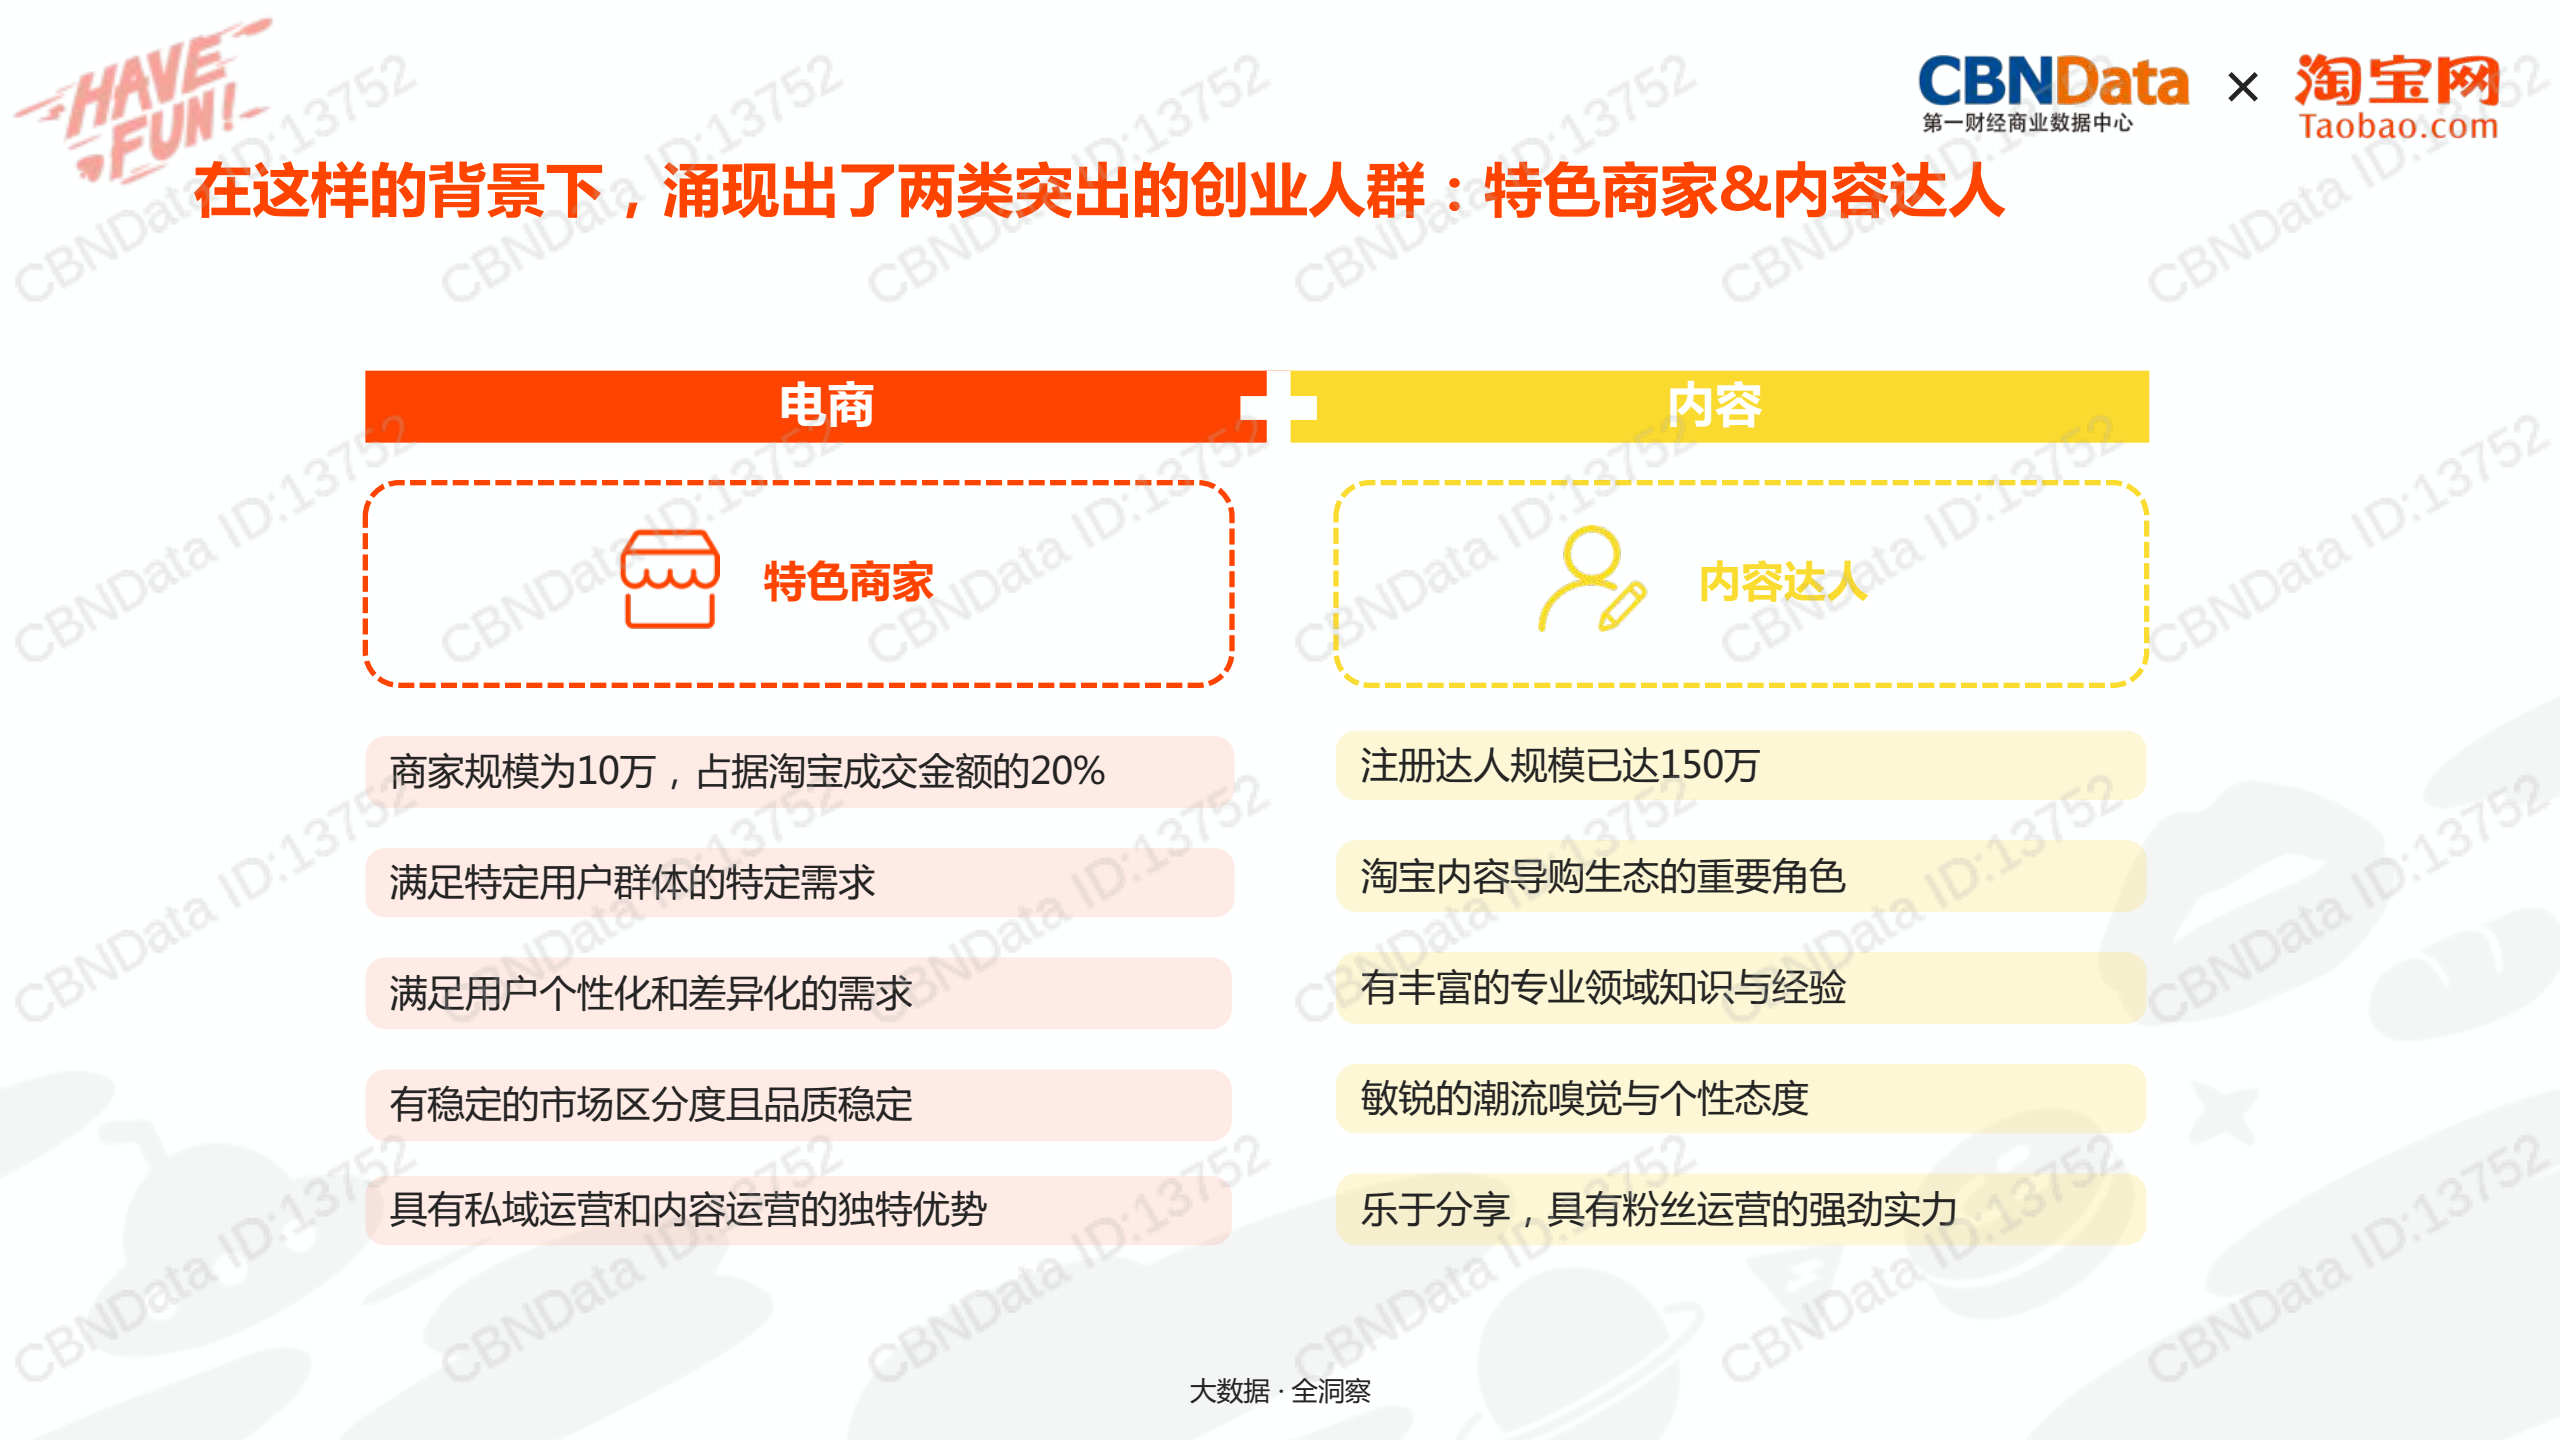 HAVE
FUN!
CBNData × 淘宝网
第一财经商业数据中心 Taobao.com
在这样的背景下，涌现出了两类突出的创业人群：特色商家&内容达人
电商
内容
特色商家
内容达人
商家规模为10万，占据淘宝成交金额的20%
满足特定用户群体的特定需求
满足用户个性化和差异化的需求
有稳定的市场区分度且品质稳定
具有私域运营和内容运营的独特优势
注册达人规模已达150万
淘宝内容导购生态的重要角色
有丰富的专业领域知识与经验
敏锐的潮流嗅觉与个性态度
乐于分享，具有粉丝运营的强劲实力
大数据·全洞察
CBNData ID:13752